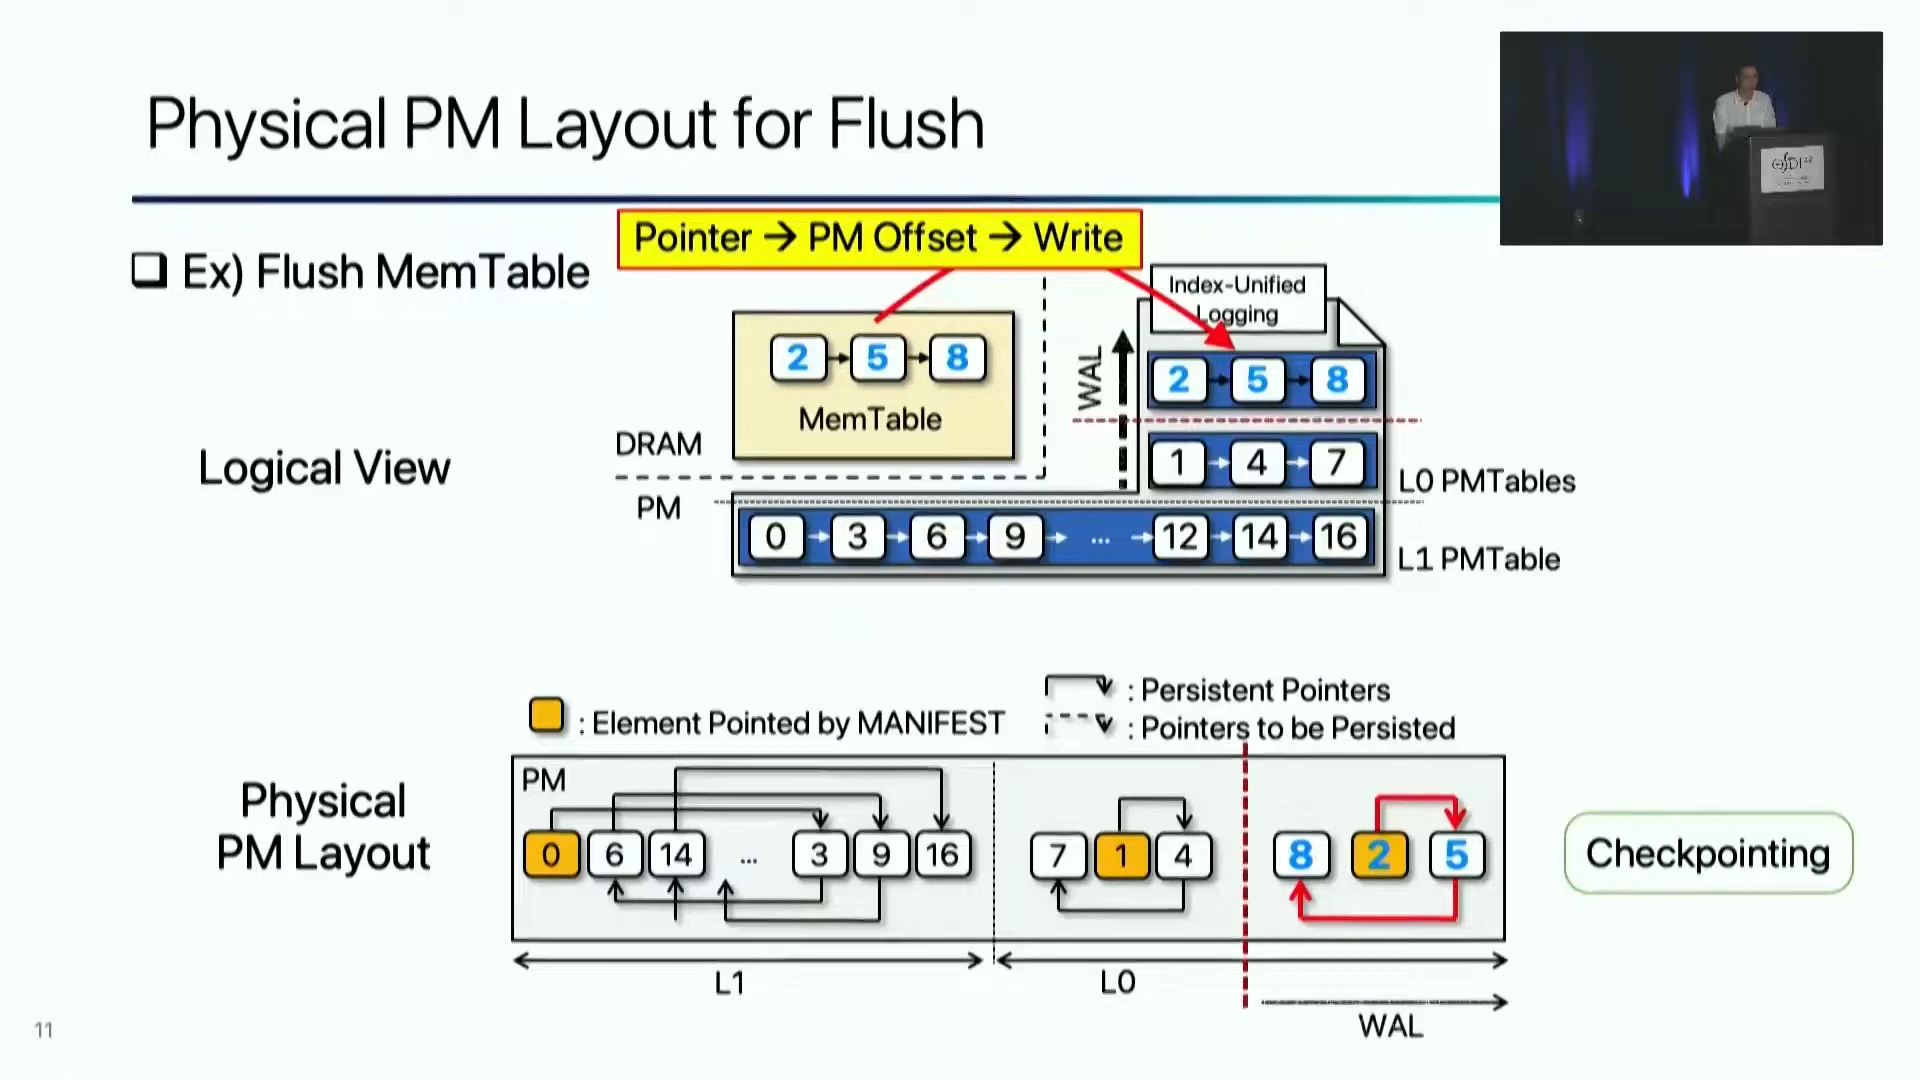 Physical PM Layout for Flush
OSDI '23
Pointer → PM Offset → Write
❑ Ex) Flush MemTable
Index-Unified
Logging
2 5 8
MemTable
WAL
2 5 8
DRAM
Logical View
1 4 7
L0 PMTables
PM
0 3 6 9 ... 12 14 16
L1 PMTable
: Element Pointed by MANIFEST
: Persistent Pointers
: Pointers to be Persisted
Physical
PM Layout
PM
0 6 14 ... 3 9 16
7 1 4
8 2 5
Checkpointing
L1
L0
WAL
11